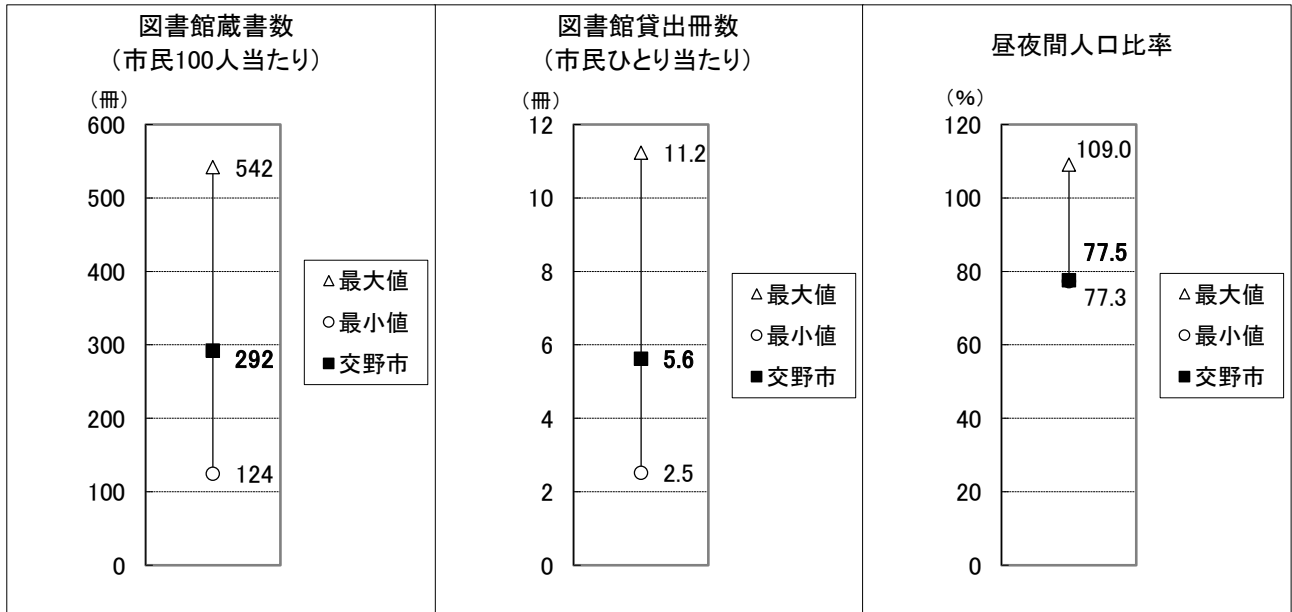 図書館蔵書数
（市民100人当たり）
（冊）
600
500
400
300
200
100
0
542
292
124
△最大値
○最小値
■交野市
図書館貸出冊数
（市民ひとり当たり）
（冊）
12
10
8
6
4
2
0
11.2
5.6
2.5
△最大値
○最小値
■交野市
昼夜間人口比率
（%）
120
100
80
60
40
20
0
109.0
77.5
77.3
△最大値
○最小値
■交野市